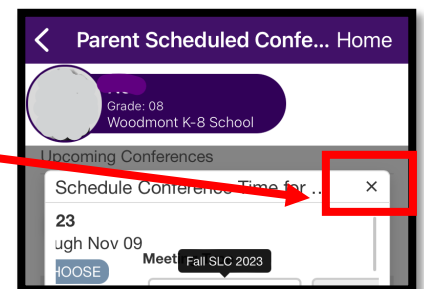 Parent Scheduled Confe... Home
Grade: 08
Woodmont K-8 School
Upcoming Conferences
Schedule Conference Time for ... ×
23
ugh Nov 09
Meeti
HOOSE
Fall SLC 2023